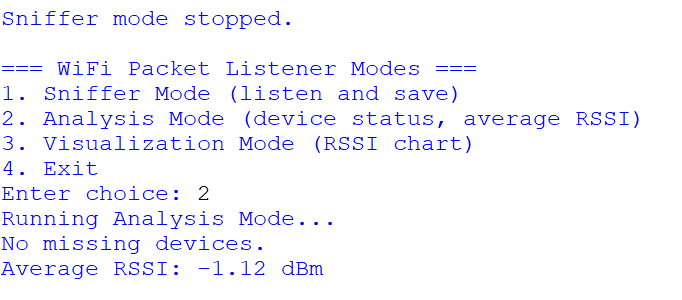 Sniffer mode stopped.
=== WiFi Packet Listener Modes ===
1. Sniffer Mode (listen and save)
2. Analysis Mode (device status, average RSSI)
3. Visualization Mode (RSSI chart)
4. Exit
Enter choice: 2
Running Analysis Mode...
No missing devices.
Average RSSI: -1.12 dBm